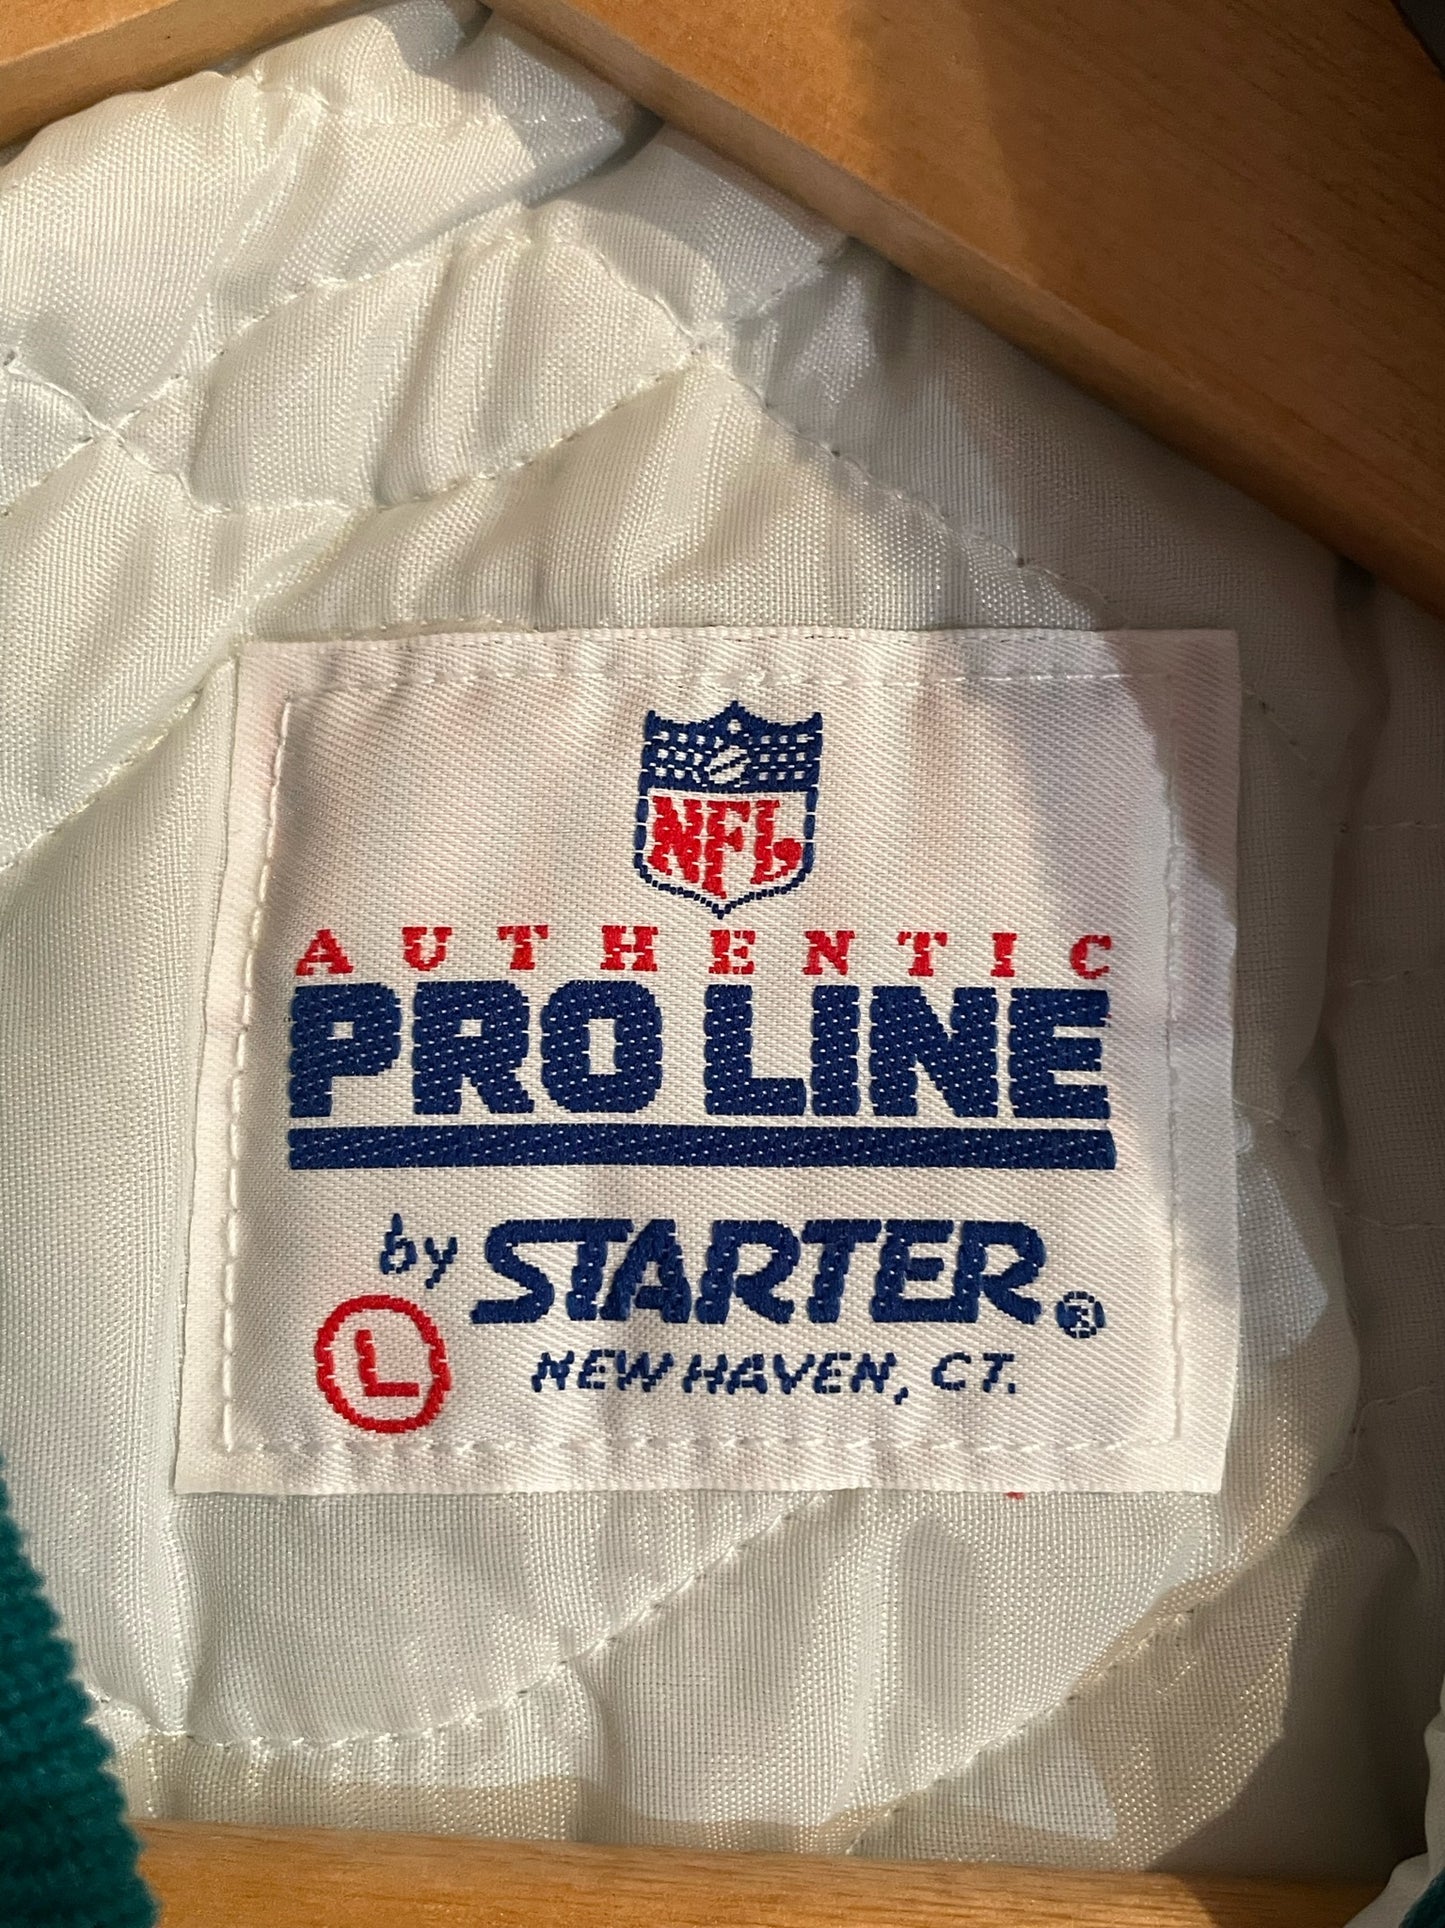 NFL
AUTHENTIC
PRO LINE
by STARTER®
L
NEW HAVEN, CT.